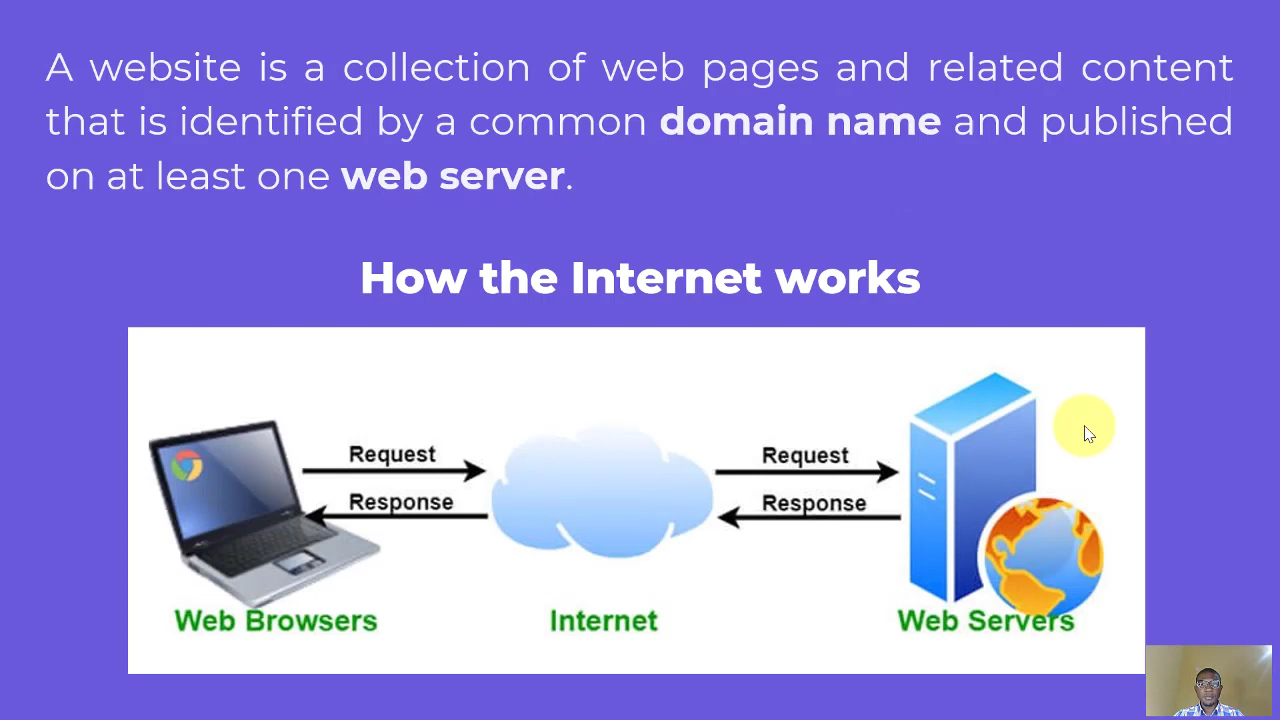 A website is a collection of web pages and related content
that is identified by a common domain name and published
on at least one web server.
How the Internet works
Request
Request
Response
Response
Web Browsers
Internet
Web Servers